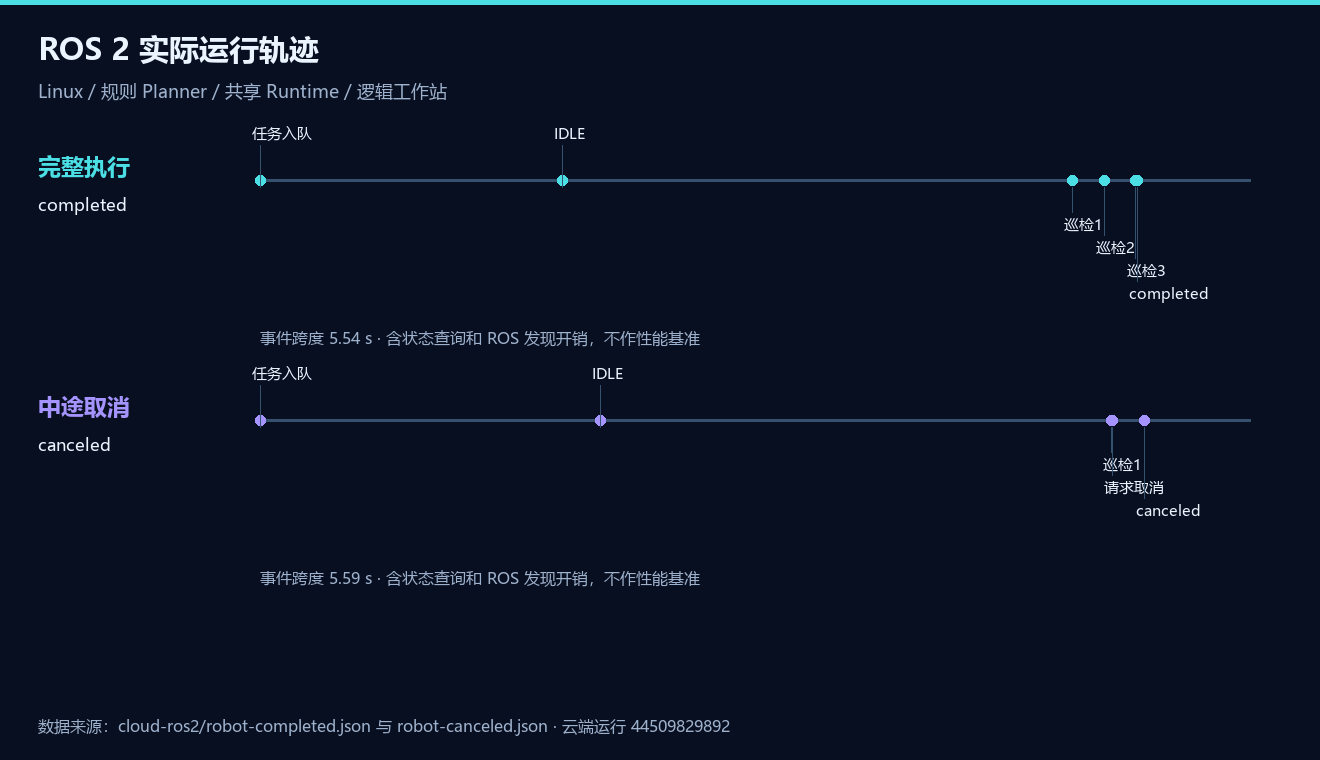 ROS 2 实际运行轨迹
Linux / 规则 Planner / 共享 Runtime / 逻辑工作站
任务入队
IDLE
完整执行
completed
巡检1
巡检2
巡检3
completed
事件跨度 5.54 s · 含状态查询和 ROS 发现开销，不作性能基准
任务入队
IDLE
中途取消
canceled
巡检1
请求取消
canceled
事件跨度 5.59 s · 含状态查询和 ROS 发现开销，不作性能基准
数据来源：cloud-ros2/robot-completed.json 与 robot-canceled.json · 云端运行 44509829892